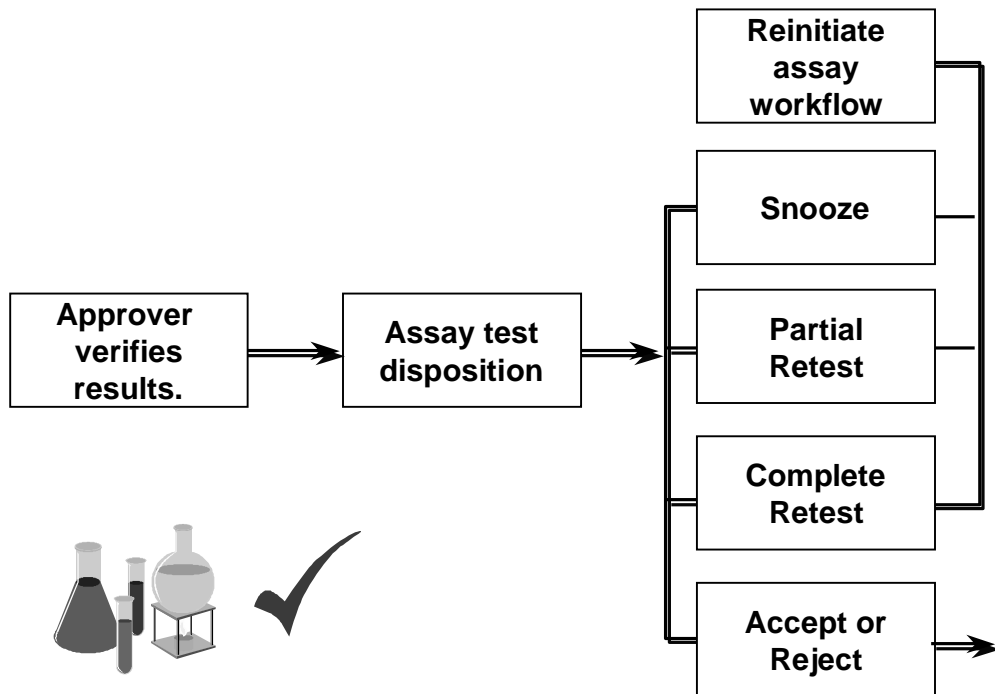 Reinitiate
assay
workflow
Snooze
Approver
verifies
results.
Assay test
disposition
Partial
Retest
Complete
Retest
Accept or
Reject